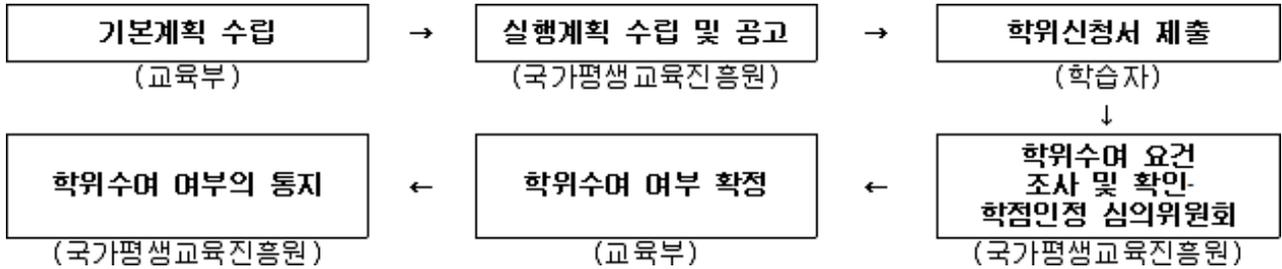 기본계획 수립 → 실행계획 수립 및 공고 → 학위신청서 제출
(교육부) (국가평생교육진흥원) (학습자)
↓
학위수여 요건
조사 및 확인-
학점인정 심의위원회
(국가평생교육진흥원)
← 학위수여 여부 확정
(교육부)
← 학위수여 여부의 통지
(국가평생교육진흥원)